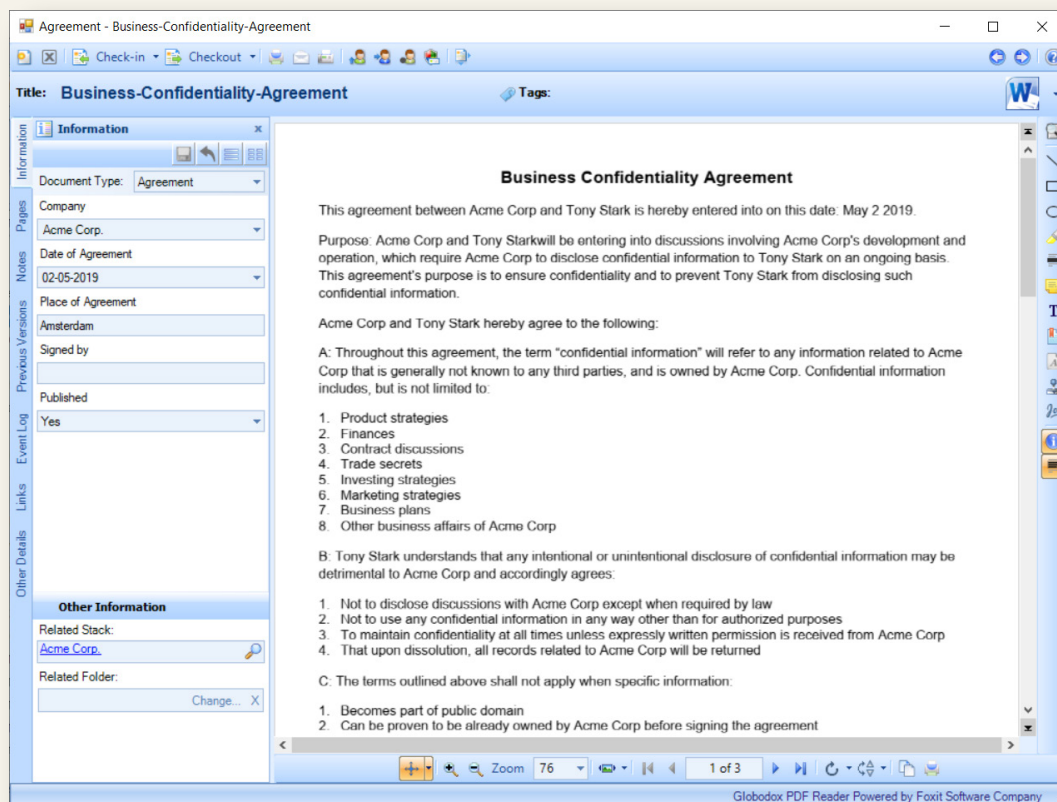 Agreement - Business-Confidentiality-Agreement
Check-in
Checkout
Title: Business-Confidentiality-Agreement
Tags:
W
Information
Pages
Notes
Previous Versions
Event Log
Links
Other Details
Information
Document Type: Agreement
Company
Acme Corp.
Date of Agreement
02-05-2019
Place of Agreement
Amsterdam
Signed by
Published
Yes
Other Information
Related Stack:
Acme Corp.
Related Folder:
Change... X
Business Confidentiality Agreement
This agreement between Acme Corp and Tony Stark is hereby entered into on this date: May 2 2019.
Purpose: Acme Corp and Tony Starkwill be entering into discussions involving Acme Corp's development and
operation, which require Acme Corp to disclose confidential information to Tony Stark on an ongoing basis.
This agreement's purpose is to ensure confidentiality and to prevent Tony Stark from disclosing such
confidential information.
Acme Corp and Tony Stark hereby agree to the following:
A: Throughout this agreement, the term “confidential information” will refer to any information related to Acme
Corp that is generally not known to any third parties, and is owned by Acme Corp. Confidential information
includes, but is not limited to:
1. Product strategies
2. Finances
3. Contract discussions
4. Trade secrets
5. Investing strategies
6. Marketing strategies
7. Business plans
8. Other business affairs of Acme Corp
B: Tony Stark understands that any intentional or unintentional disclosure of confidential information may be
detrimental to Acme Corp and accordingly agrees:
1. Not to disclose discussions with Acme Corp except when required by law
2. Not to use any confidential information in any way other than for authorized purposes
3. To maintain confidentiality at all times unless expressly written permission is received from Acme Corp
4. That upon dissolution, all records related to Acme Corp will be returned
C: The terms outlined above shall not apply when specific information:
1. Becomes part of public domain
2. Can be proven to be already owned by Acme Corp before signing the agreement
T
Zoom 76
1 of 3
Globodox PDF Reader Powered by Foxit Software Company